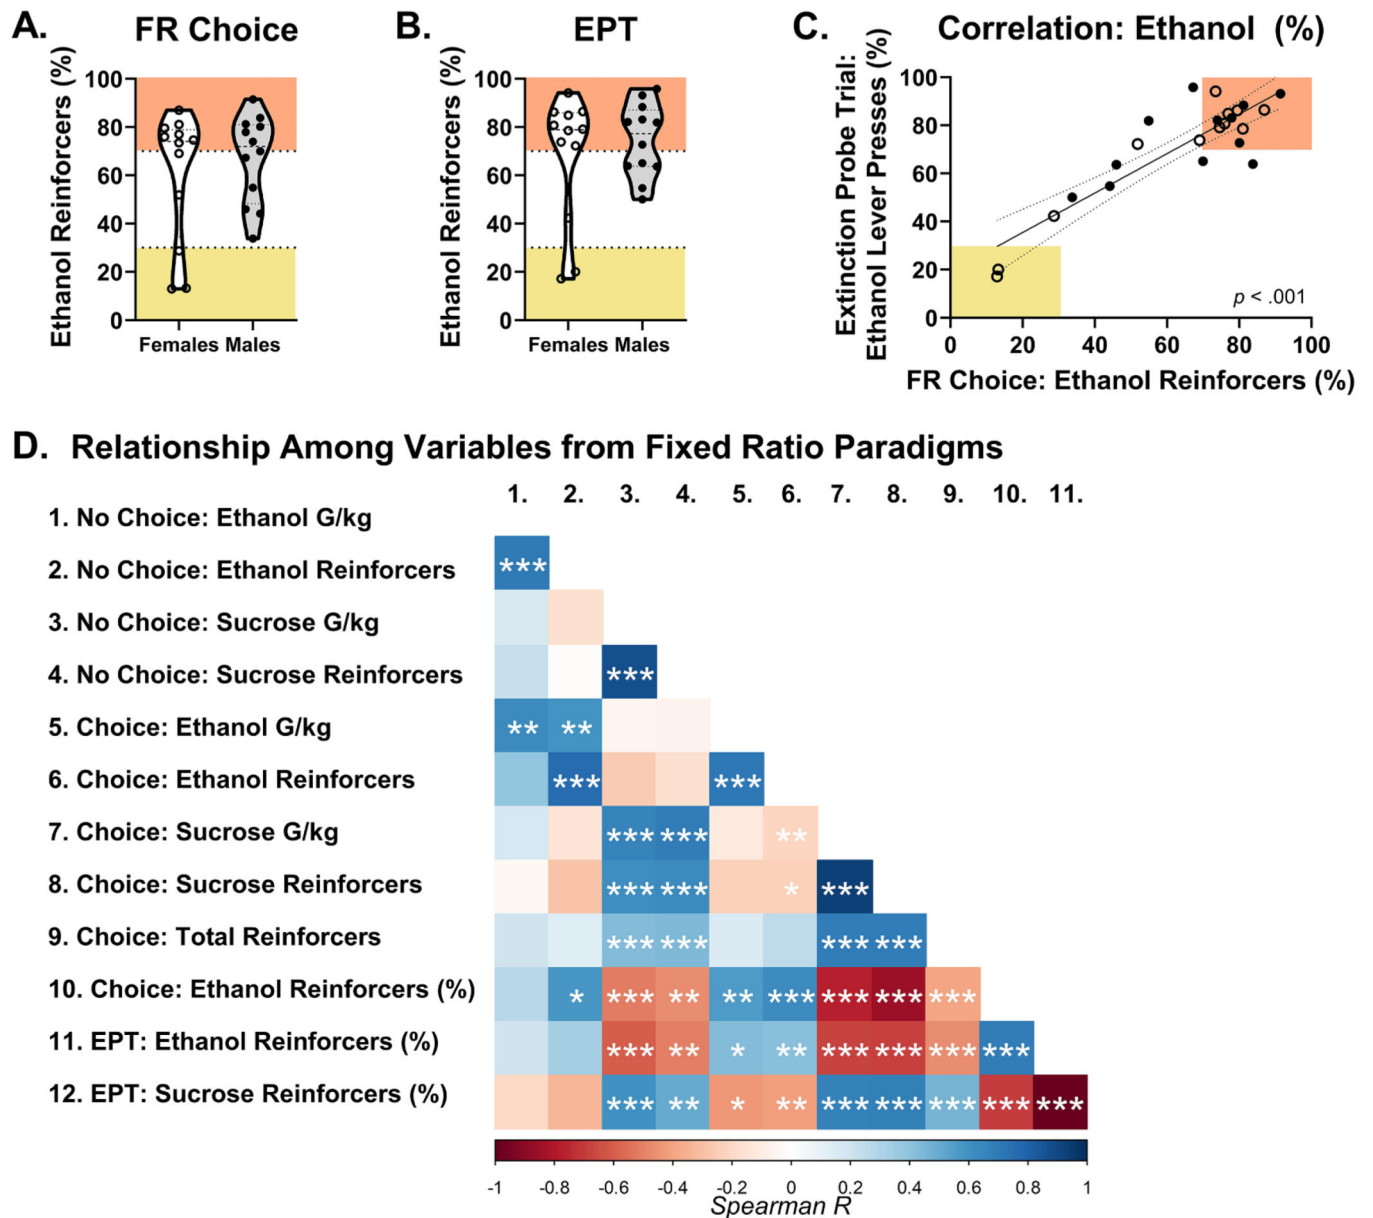 A. FR Choice
Ethanol Reinforcers (%)
100
80
60
40
20
0
Females Males
B. EPT
Ethanol Reinforcers (%)
100
80
60
40
20
0
Females Males
C. Correlation: Ethanol (%)
Extinction Probe Trial:
Ethanol Lever Presses (%)
100
80
60
40
20
0
p < .001
0 20 40 60 80 100
FR Choice: Ethanol Reinforcers (%)
D. Relationship Among Variables from Fixed Ratio Paradigms
1. 2. 3. 4. 5. 6. 7. 8. 9. 10. 11.
1. No Choice: Ethanol G/kg
2. No Choice: Ethanol Reinforcers ***
3. No Choice: Sucrose G/kg
4. No Choice: Sucrose Reinforcers ***
5. Choice: Ethanol G/kg ** **
6. Choice: Ethanol Reinforcers *** ***
7. Choice: Sucrose G/kg *** *** **
8. Choice: Sucrose Reinforcers *** *** * ***
9. Choice: Total Reinforcers *** *** *** ***
10. Choice: Ethanol Reinforcers (%) * *** ** ** *** *** *** ***
11. EPT: Ethanol Reinforcers (%) *** ** * ** *** *** *** ***
12. EPT: Sucrose Reinforcers (%) *** ** * ** *** *** *** *** ***
-1 -0.8 -0.6 -0.4 -0.2 0 0.2 0.4 0.6 0.8 1
Spearman R